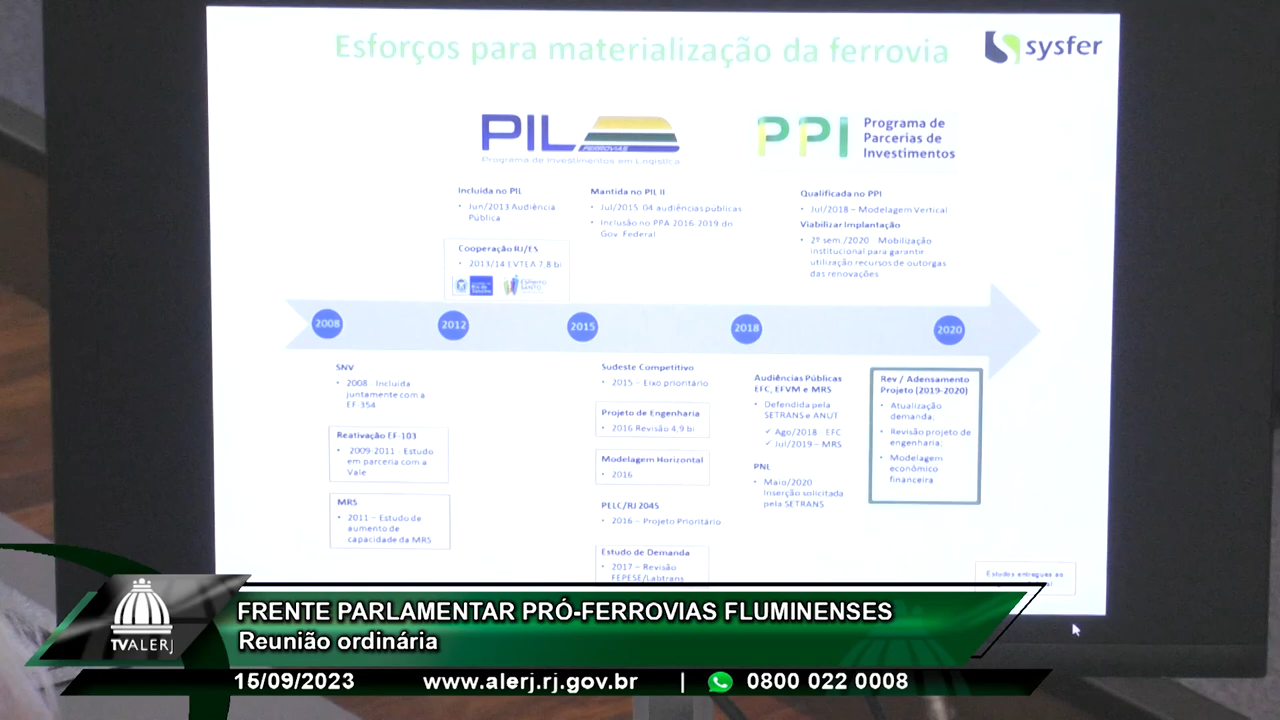 Esforços para materialização da ferrovia
sysfer
PIL
FERROVIAS
Programa de Investimentos em Logística
PPI
Programa de
Parcerias de
Investimentos
Incluída no PIL
• Jun/2013 Audiência
Pública
Cooperação RJ/ES
• 2013/14 EVTEA 7,8 bi
ESPÍRITO
SANTO
Mantida no PIL II
• Jul/2015 04 audiências públicas
• Inclusão no PPA 2016-2019 do
Gov. Federal
Qualificada no PPI
• Jul/2018 – Modelagem Vertical
Viabilizar Implantação
• 2º sem./2020 Mobilização
institucional para garantir
utilização recursos de outorgas
das renovações
2008
2012
2015
2018
2020
SNV
• 2008 Incluída
juntamente com a
EF 354
Reativação EF-103
• 2009-2011 - Estudo
em parceria com a
Vale
MRS
• 2011 – Estudo de
aumento de
capacidade da MRS
Sudeste Competitivo
• 2015 – Eixo prioritário
Projeto de Engenharia
• 2016 Revisão 4,9 bi
Modelagem Horizontal
• 2016
PELC/RJ 2045
• 2016 – Projeto Prioritário
Estudo de Demanda
• 2017 – Revisão
FEPESE/Labtrans
Audiências Públicas
EFC, EFVM e MRS
• Defendida pela
SETRANS e ANUT
✓ Ago/2018 - EFC
✓ Jul/2019 – MRS
PNL
• Maio/2020
Inserção solicitada
pela SETRANS
Rev / Adensamento
Projeto (2019-2020)
• Atualização
demanda;
• Revisão projeto de
engenharia;
• Modelagem
econômico
financeira
Estudos entregues ao
TVALERJ
FRENTE PARLAMENTAR PRÓ-FERROVIAS FLUMINENSES
Reunião ordinária
15/09/2023 www.alerj.rj.gov.br | 0800 022 0008